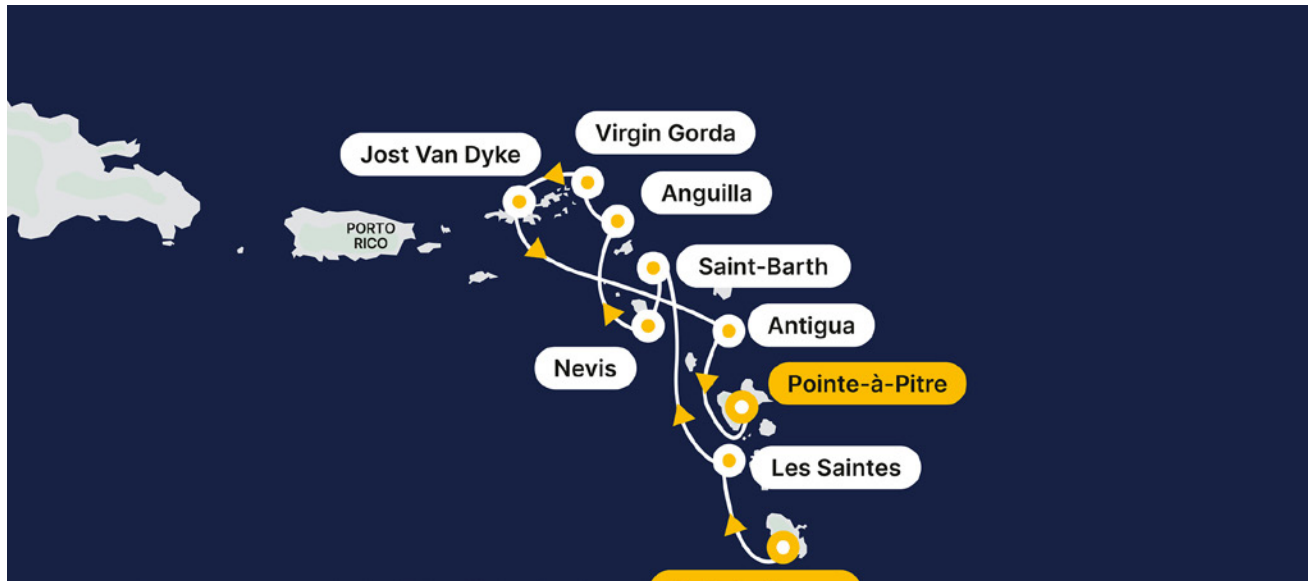 Virgin Gorda
Jost Van Dyke
Anguilla
PORTO
RICO
Saint-Barth
Antigua
Nevis
Pointe-à-Pitre
Les Saintes